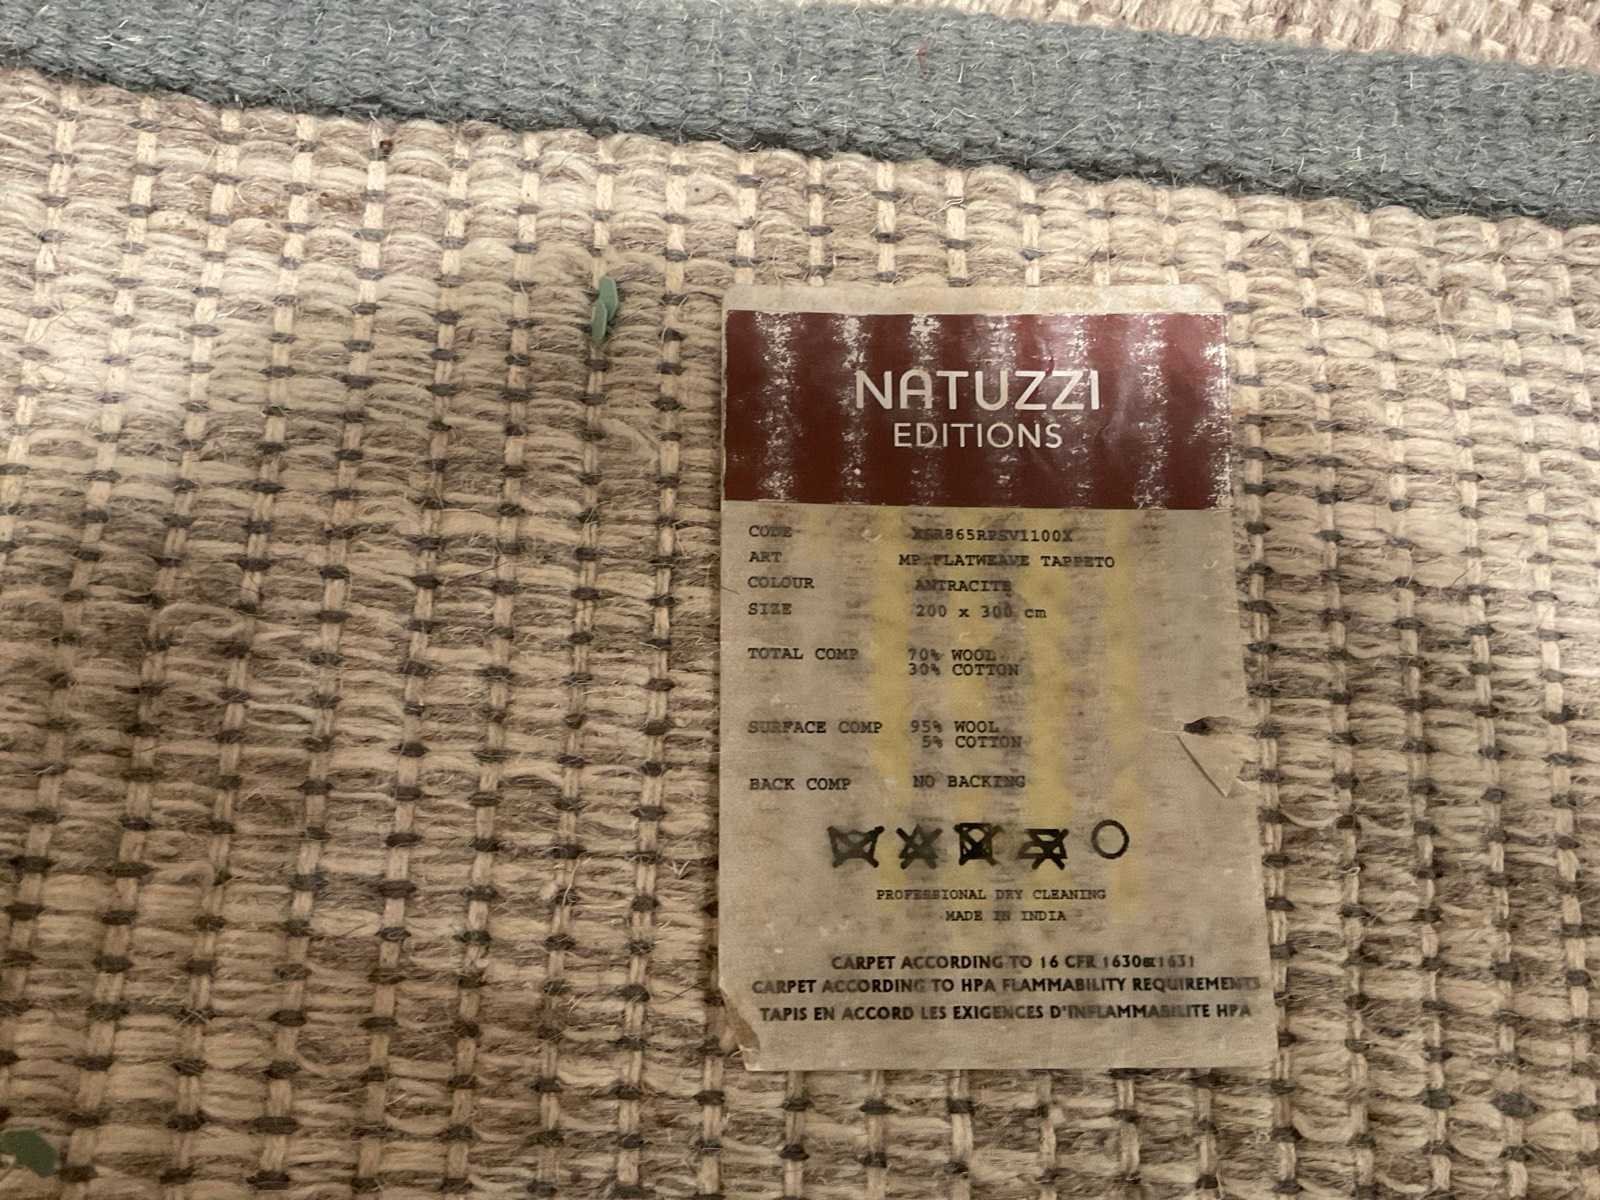 NATUZZI
EDITIONS
CODE
ART MP.FLATWEAVE TAPPETO
COLOUR ANTRACITE
SIZE 200 x 300 cm
TOTAL COMP 70% WOOL
30% COTTON
SURFACE COMP 95% WOOL
5% COTTON
BACK COMP NO BACKING
PROFESSIONAL DRY CLEANING
MADE IN INDIA
CARPET ACCORDING TO 16 CFR 1630&1631
CARPET ACCORDING TO HPA FLAMMABILITY REQUIREMENTS
TAPIS EN ACCORD LES EXIGENCES D'INFLAMMABILITE HPA